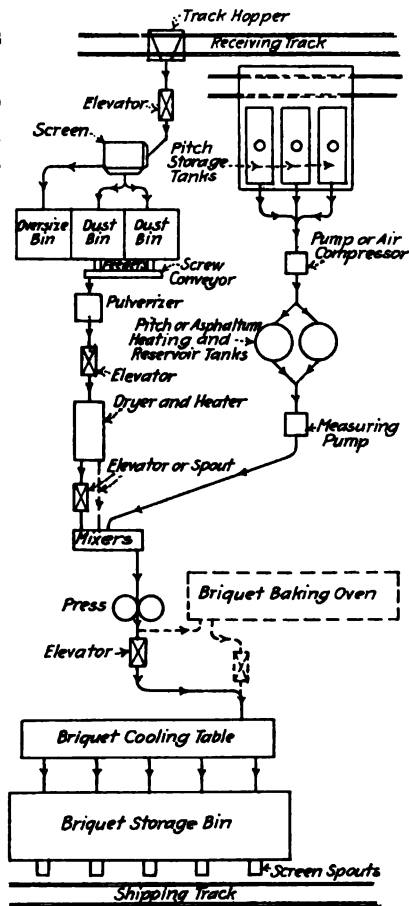 Track Hopper
Receiving Track
Elevator
Screen
Pitch
Storage
Tanks
Oversize
Bin
Dust
Bin
Dust
Bin
Feeders
Screw
Conveyor
Pump or Air
Compressor
Pulverizer
Pitch or Asphaltum
Heating and
Reservoir Tanks
Elevator
Dryer and Heater
Measuring
Pump
Elevator or Spout
Mixers
Press
Briquet Baking Oven
Elevator
Briquet Cooling Table
Briquet Storage Bin
Screen Spouts
Shipping Track